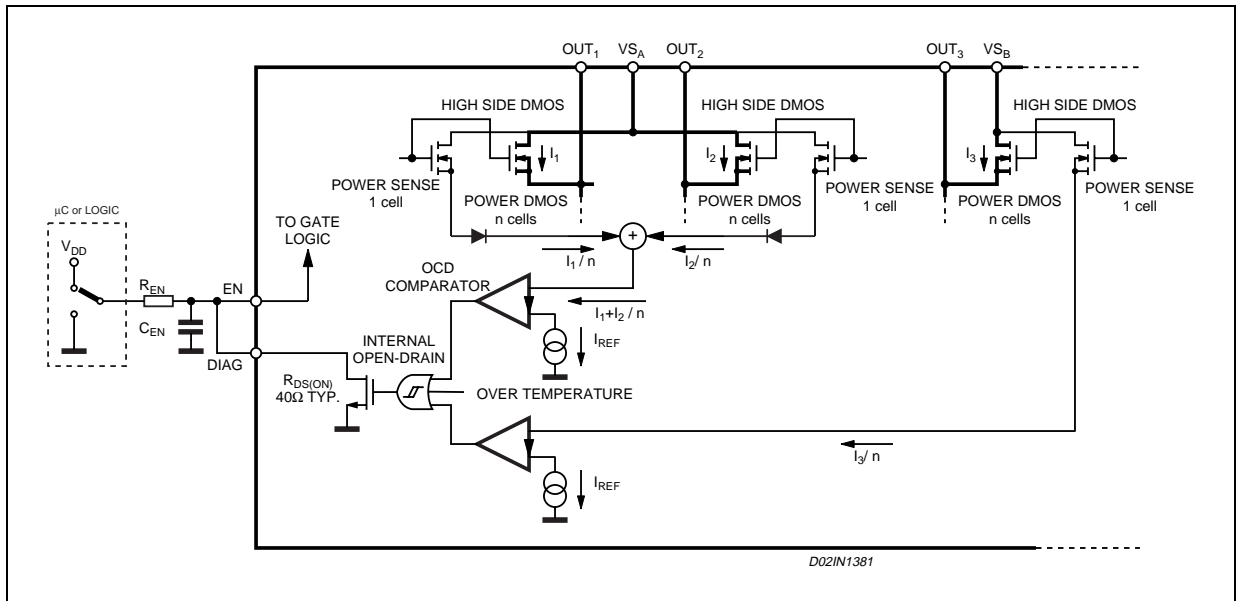 OUT1 VSA OUT2 OUT3 VSB
HIGH SIDE DMOS
HIGH SIDE DMOS
HIGH SIDE DMOS
I1
I2
I3
POWER SENSE
1 cell
POWER DMOS
n cells
POWER DMOS
n cells
POWER SENSE
1 cell
POWER DMOS
n cells
POWER SENSE
1 cell
μC or LOGIC
VDD
REN
CEN
EN
DIAG
TO GATE
LOGIC
+
I1 / n
I2/ n
OCD
COMPARATOR
I1+I2 / n
IREF
INTERNAL
OPEN-DRAIN
RDS(ON)
40Ω TYP.
OVER TEMPERATURE
I3/ n
IREF
D02IN1381